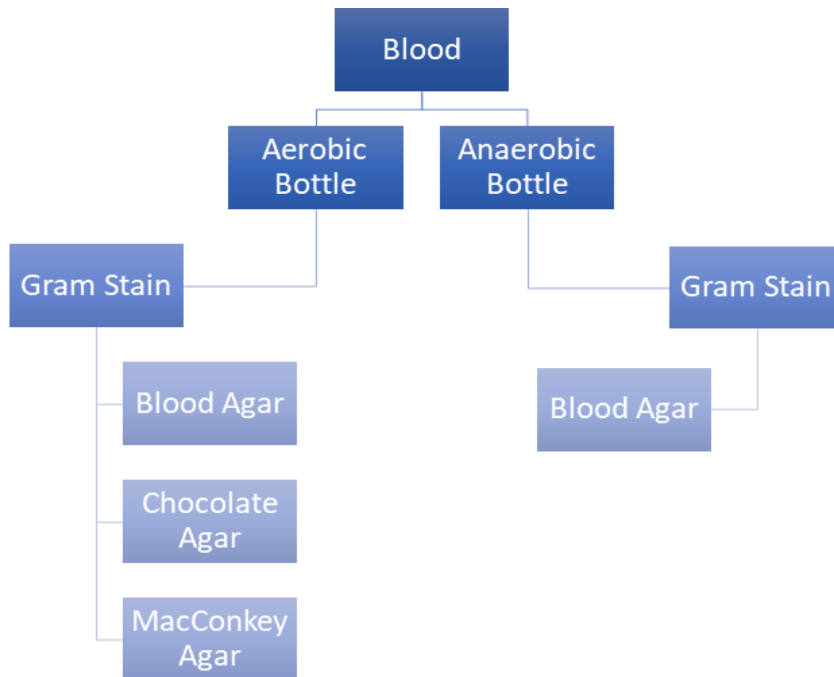 Blood
Aerobic
Bottle
Anaerobic
Bottle
Gram Stain
Gram Stain
Blood Agar
Blood Agar
Chocolate
Agar
MacConkey
Agar